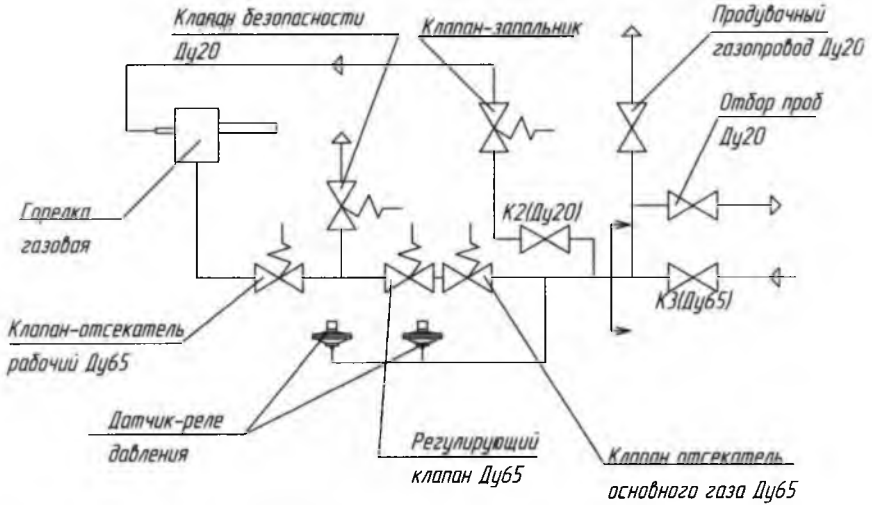 Клапан безопасности
Ду20
Клапан-запальник
Продувочный
газопровод Ду20
Отбор проб
Ду20
Горелка
газовая
К2(Ду20)
К3(Ду65)
Клапан-отсекатель
рабочий Ду65
Датчик-реле
давления
Регулирующий
клапан Ду65
Клапан отсекатель
основного газа Ду65